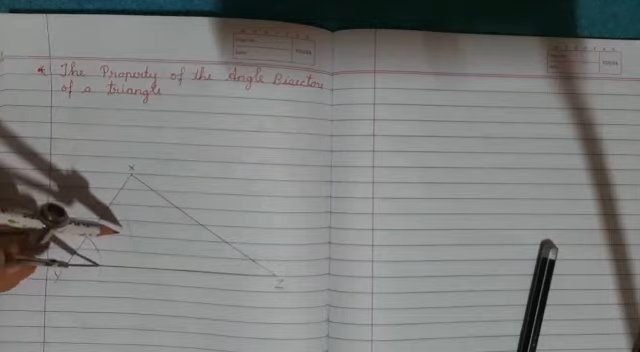 * The Property of the Angle Bisector
of a triangle
X
Y
Z